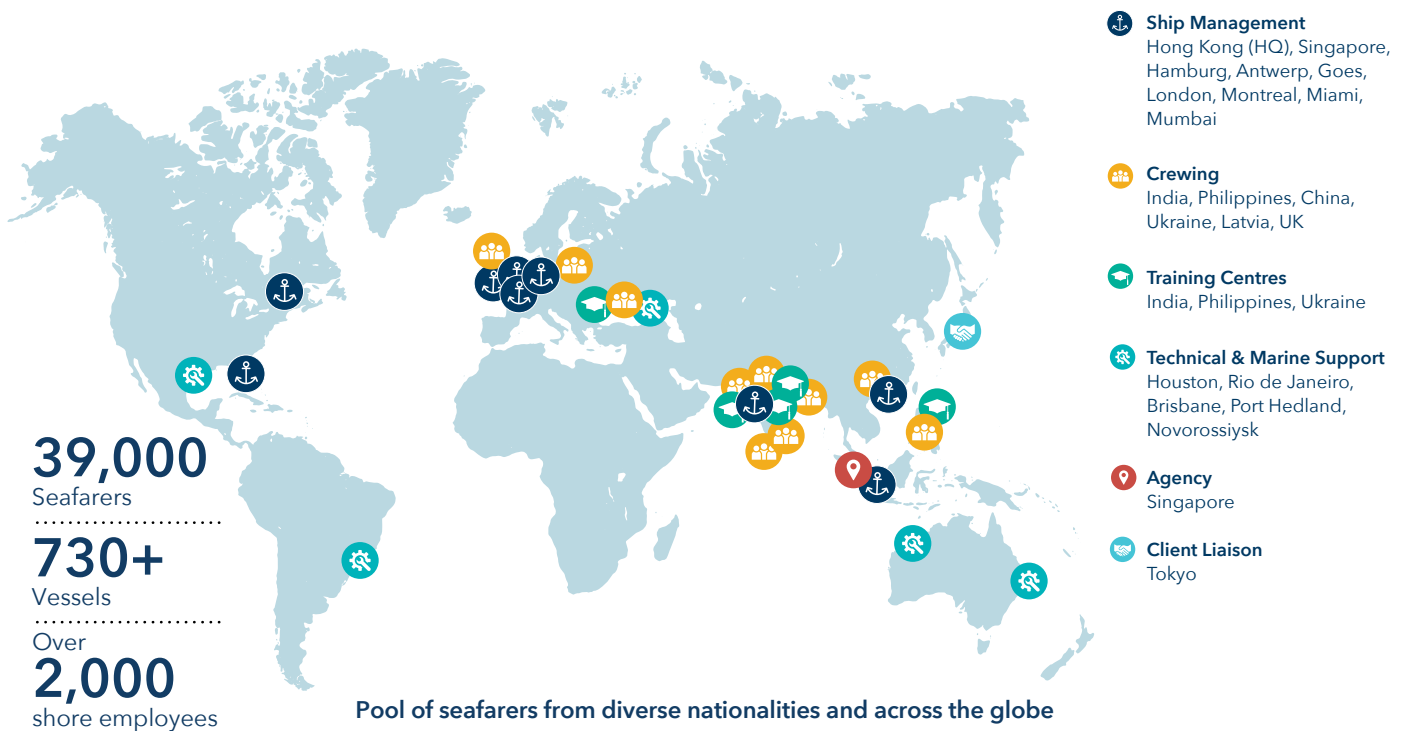 39,000
Seafarers
730+
Vessels
Over
2,000
shore employees
Pool of seafarers from diverse nationalities and across the globe
Ship Management
Hong Kong (HQ), Singapore,
Hamburg, Antwerp, Goes,
London, Montreal, Miami,
Mumbai
Crewing
India, Philippines, China,
Ukraine, Latvia, UK
Training Centres
India, Philippines, Ukraine
Technical & Marine Support
Houston, Rio de Janeiro,
Brisbane, Port Hedland,
Novorossiysk
Agency
Singapore
Client Liaison
Tokyo